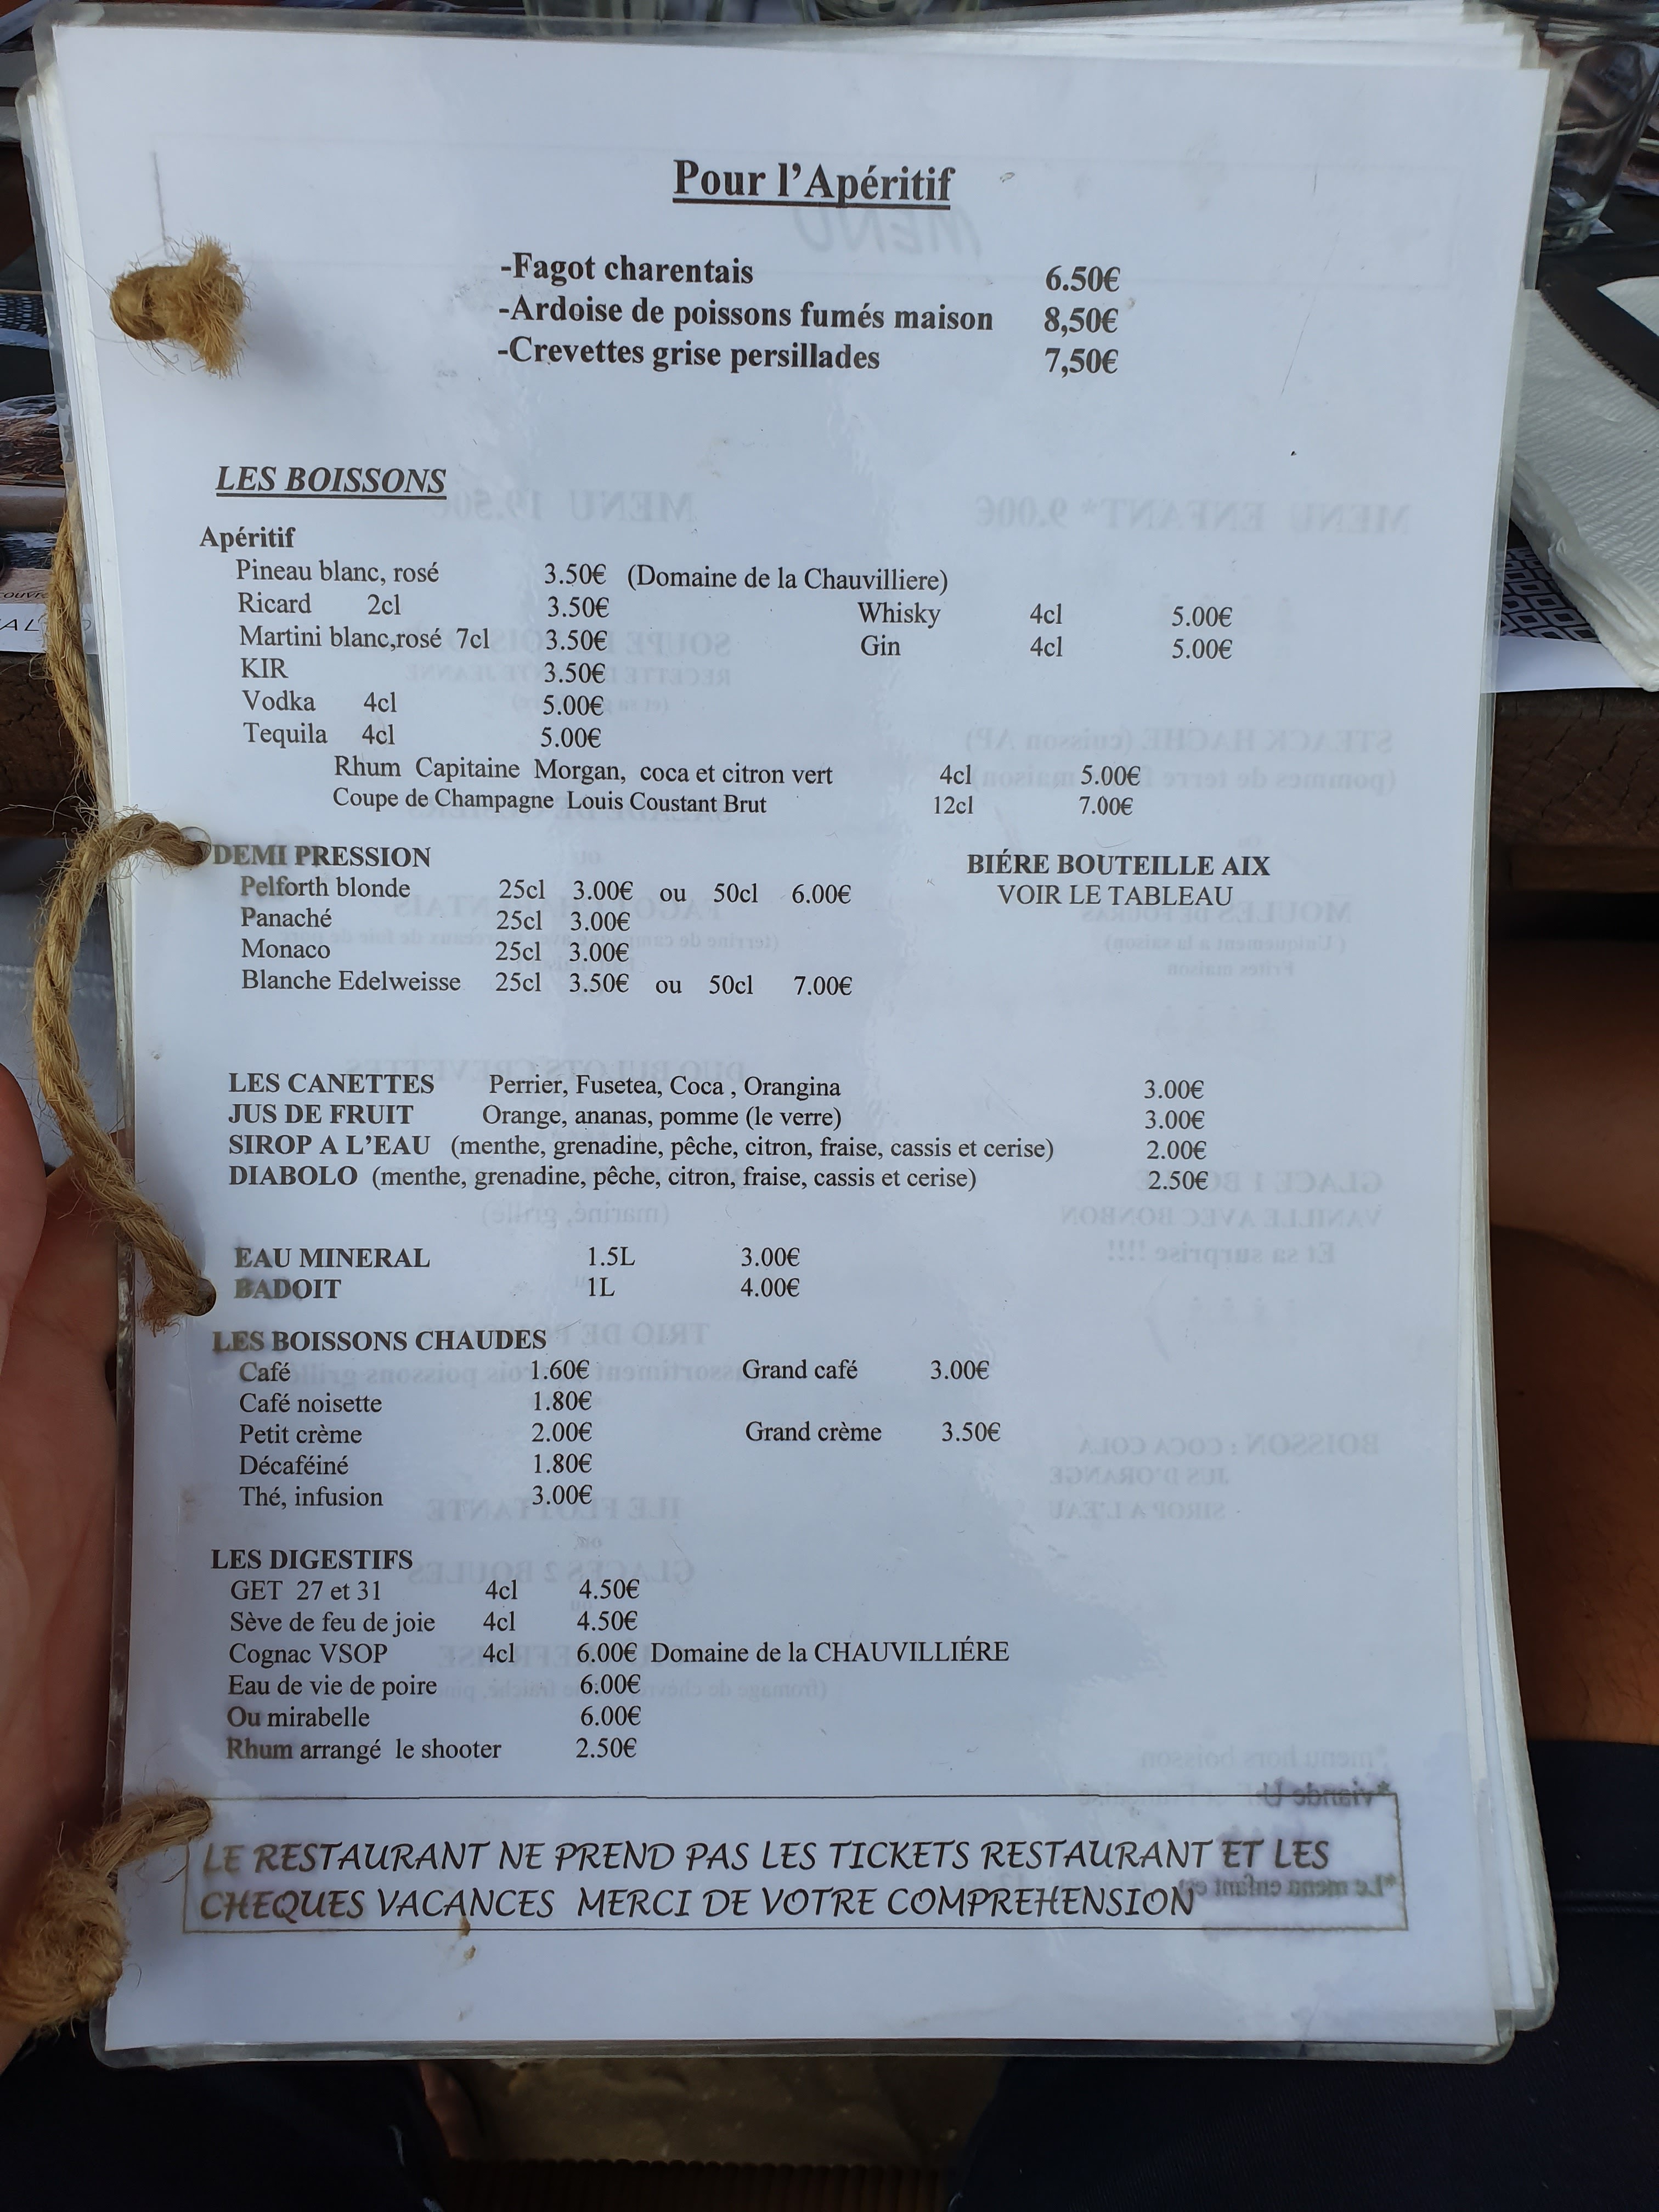 Pour l'Apéritif
-Fagot charentais 6.50€
-Ardoise de poissons fumés maison 8,50€
-Crevettes grise persillades 7,50€
LES BOISSONS
Apéritif
Pineau blanc, rosé 3.50€ (Domaine de la Chauvilliere)
Ricard 2cl 3.50€ Whisky 4cl 5.00€
Martini blanc,rosé 7cl 3.50€ Gin 4cl 5.00€
KIR 3.50€
Vodka 4cl 5.00€
Tequila 4cl 5.00€
Rhum Capitaine Morgan, coca et citron vert 4cl 5.00€
Coupe de Champagne Louis Coustant Brut 12cl 7.00€
DEMI PRESSION BIÉRE BOUTEILLE AIX
Pelforth blonde 25cl 3.00€ ou 50cl 6.00€ VOIR LE TABLEAU
Panaché 25cl 3.00€
Monaco 25cl 3.00€
Blanche Edelweisse 25cl 3.50€ ou 50cl 7.00€
LES CANETTES Perrier, Fusetea, Coca , Orangina 3.00€
JUS DE FRUIT Orange, ananas, pomme (le verre) 3.00€
SIROP A L'EAU (menthe, grenadine, pêche, citron, fraise, cassis et cerise) 2.00€
DIABOLO (menthe, grenadine, pêche, citron, fraise, cassis et cerise) 2.50€
EAU MINERAL 1.5L 3.00€
BADOIT 1L 4.00€
LES BOISSONS CHAUDES
Café 1.60€ Grand café 3.00€
Café noisette 1.80€
Petit crème 2.00€ Grand crème 3.50€
Décaféiné 1.80€
Thé, infusion 3.00€
LES DIGESTIFS
GET 27 et 31 4cl 4.50€
Sève de feu de joie 4cl 4.50€
Cognac VSOP 4cl 6.00€ Domaine de la CHAUVILLIÉRE
Eau de vie de poire 6.00€
Ou mirabelle 6.00€
Rhum arrangé le shooter 2.50€
LE RESTAURANT NE PREND PAS LES TICKETS RESTAURANT ET LES
CHEQUES VACANCES MERCI DE VOTRE COMPREHENSION